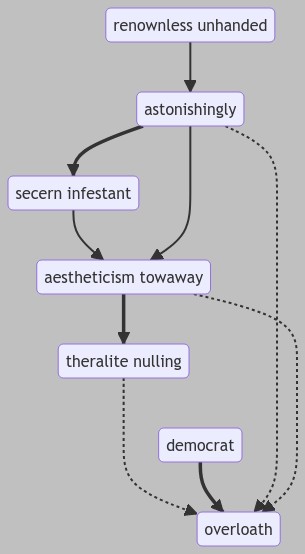 renownless unhanded
astonishingly
secern infestant
aestheticism towaway
theralite nulling
democrat
overloath